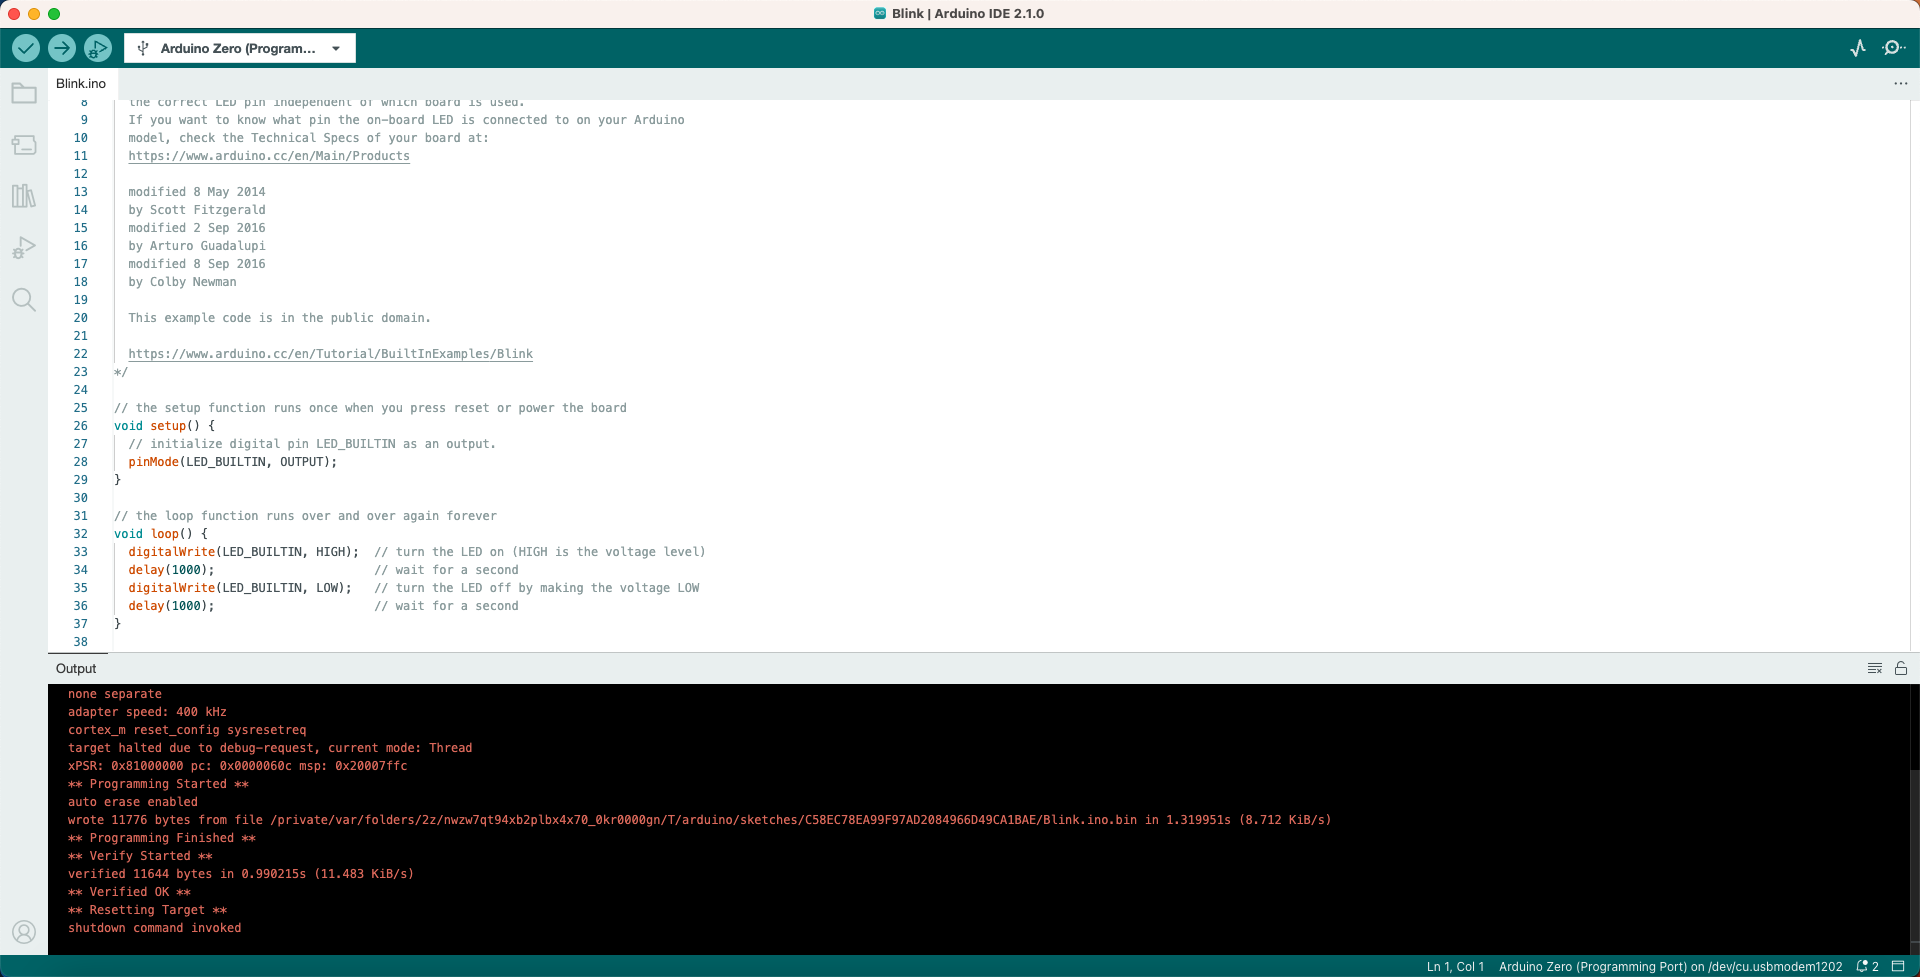 Blink | Arduino IDE 2.1.0
Arduino Zero (Program...
Blink.ino
8 the correct LED pin independent of which board is used.
9 If you want to know what pin the on-board LED is connected to on your Arduino
10 model, check the Technical Specs of your board at:
11 https://www.arduino.cc/en/Main/Products
12
13 modified 8 May 2014
14 by Scott Fitzgerald
15 modified 2 Sep 2016
16 by Arturo Guadalupi
17 modified 8 Sep 2016
18 by Colby Newman
19
20 This example code is in the public domain.
21
22 https://www.arduino.cc/en/Tutorial/BuiltInExamples/Blink
23 */
24
25 // the setup function runs once when you press reset or power the board
26 void setup() {
27 // initialize digital pin LED_BUILTIN as an output.
28 pinMode(LED_BUILTIN, OUTPUT);
29 }
30
31 // the loop function runs over and over again forever
32 void loop() {
33 digitalWrite(LED_BUILTIN, HIGH); // turn the LED on (HIGH is the voltage level)
34 delay(1000); // wait for a second
35 digitalWrite(LED_BUILTIN, LOW); // turn the LED off by making the voltage LOW
36 delay(1000); // wait for a second
37 }
38
Output
none separate
adapter speed: 400 kHz
cortex_m reset_config sysresetreq
target halted due to debug-request, current mode: Thread
xPSR: 0x81000000 pc: 0x0000060c msp: 0x20007ffc
** Programming Started **
auto erase enabled
wrote 11776 bytes from file /private/var/folders/2z/nwzw7qt94xb2plbx4x70_0kr0000gn/T/arduino/sketches/C58EC78EA99F97AD2084966D49CA1BAE/Blink.ino.bin in 1.319951s (8.712 KiB/s)
** Programming Finished **
** Verify Started **
verified 11644 bytes in 0.990215s (11.483 KiB/s)
** Verified OK **
** Resetting Target **
shutdown command invoked
Ln 1, Col 1 Arduino Zero (Programming Port) on /dev/cu.usbmodem1202 2